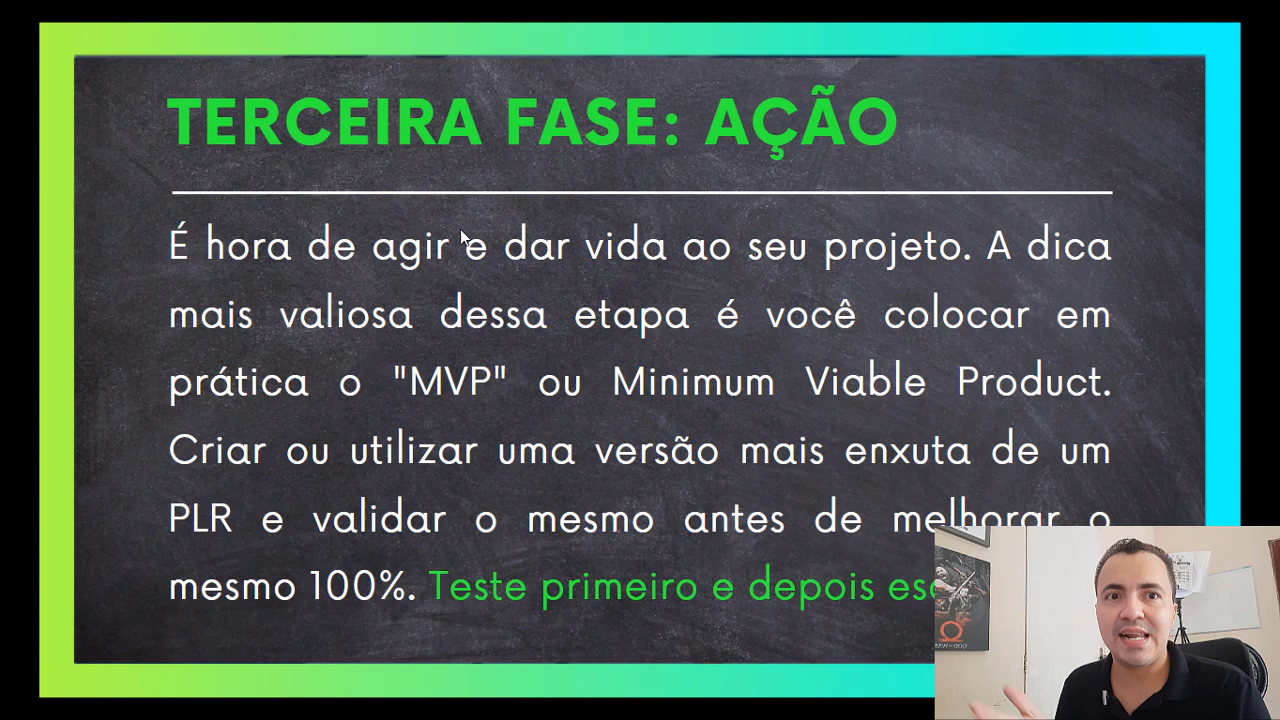 TERCEIRA FASE: AÇÃO
É hora de agir e dar vida ao seu projeto. A dica
mais valiosa dessa etapa é você colocar em
prática o "MVP" ou Minimum Viable Product.
Criar ou utilizar uma versão mais enxuta de um
PLR e validar o mesmo antes de melhorar o
mesmo 100%. Teste primeiro e depois